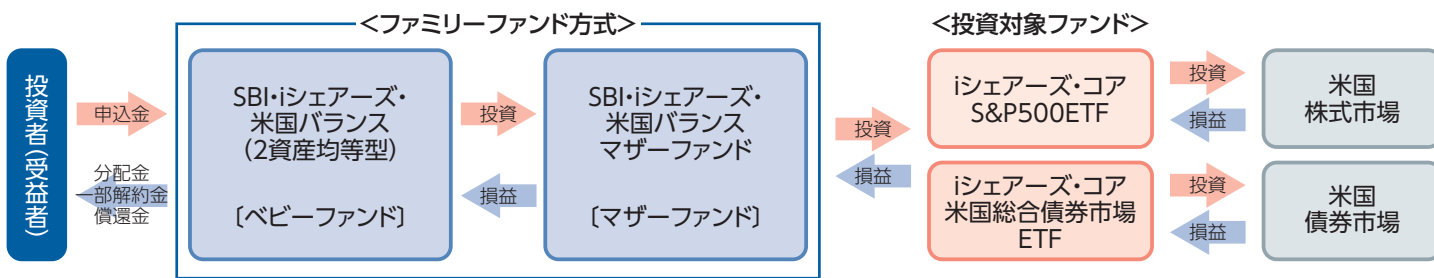 <ファミリーファンド方式>
<投資対象ファンド>
投資者(受益者)
申込金
分配金
一部解約金
償還金
SBI・iシェアーズ・
米国バランス
(2資産均等型)
〔ベビーファンド〕
投資
損益
SBI・iシェアーズ・
米国バランス
マザーファンド
〔マザーファンド〕
投資
損益
iシェアーズ・コア
S&P500ETF
投資
損益
米国
株式市場
iシェアーズ・コア
米国総合債券市場
ETF
投資
損益
米国
債券市場